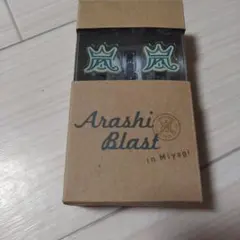 嵐 嵐
Arashi
Blast
in Miyagi